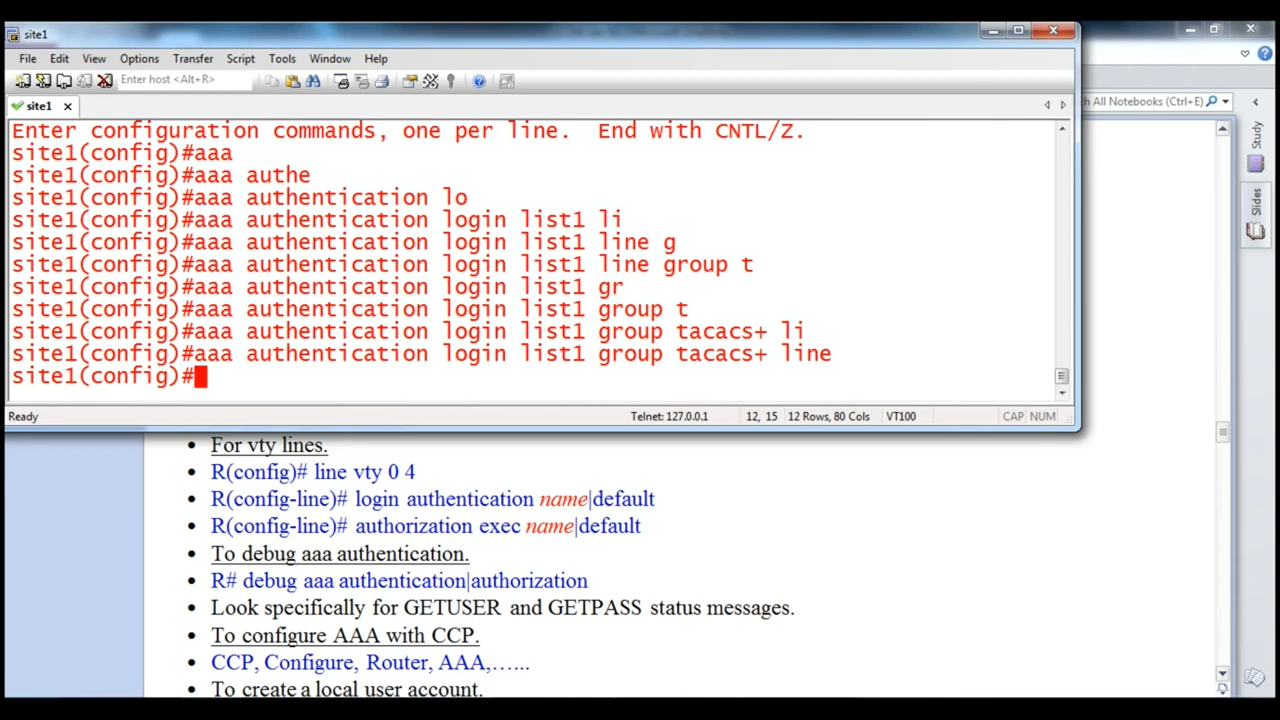 site1
File Edit View Options Transfer Script Tools Window Help
Enter host <Alt+R>
ch All Notebooks (Ctrl+E)
site1
Enter configuration commands, one per line.  End with CNTL/Z.
site1(config)#aaa
site1(config)#aaa authe
site1(config)#aaa authentication lo
site1(config)#aaa authentication login list1 li
site1(config)#aaa authentication login list1 line g
site1(config)#aaa authentication login list1 line group t
site1(config)#aaa authentication login list1 gr
site1(config)#aaa authentication login list1 group t
site1(config)#aaa authentication login list1 group tacacs+ li
site1(config)#aaa authentication login list1 group tacacs+ line
site1(config)#
Ready Telnet: 127.0.0.1 12, 15 12 Rows, 80 Cols VT100 CAP NUM
Study
Slides
• For vty lines.
• R(config)# line vty 0 4
• R(config-line)# login authentication name|default
• R(config-line)# authorization exec name|default
• To debug aaa authentication.
• R# debug aaa authentication|authorization
• Look specifically for GETUSER and GETPASS status messages.
• To configure AAA with CCP.
• CCP, Configure, Router, AAA,…...
• To create a local user account.